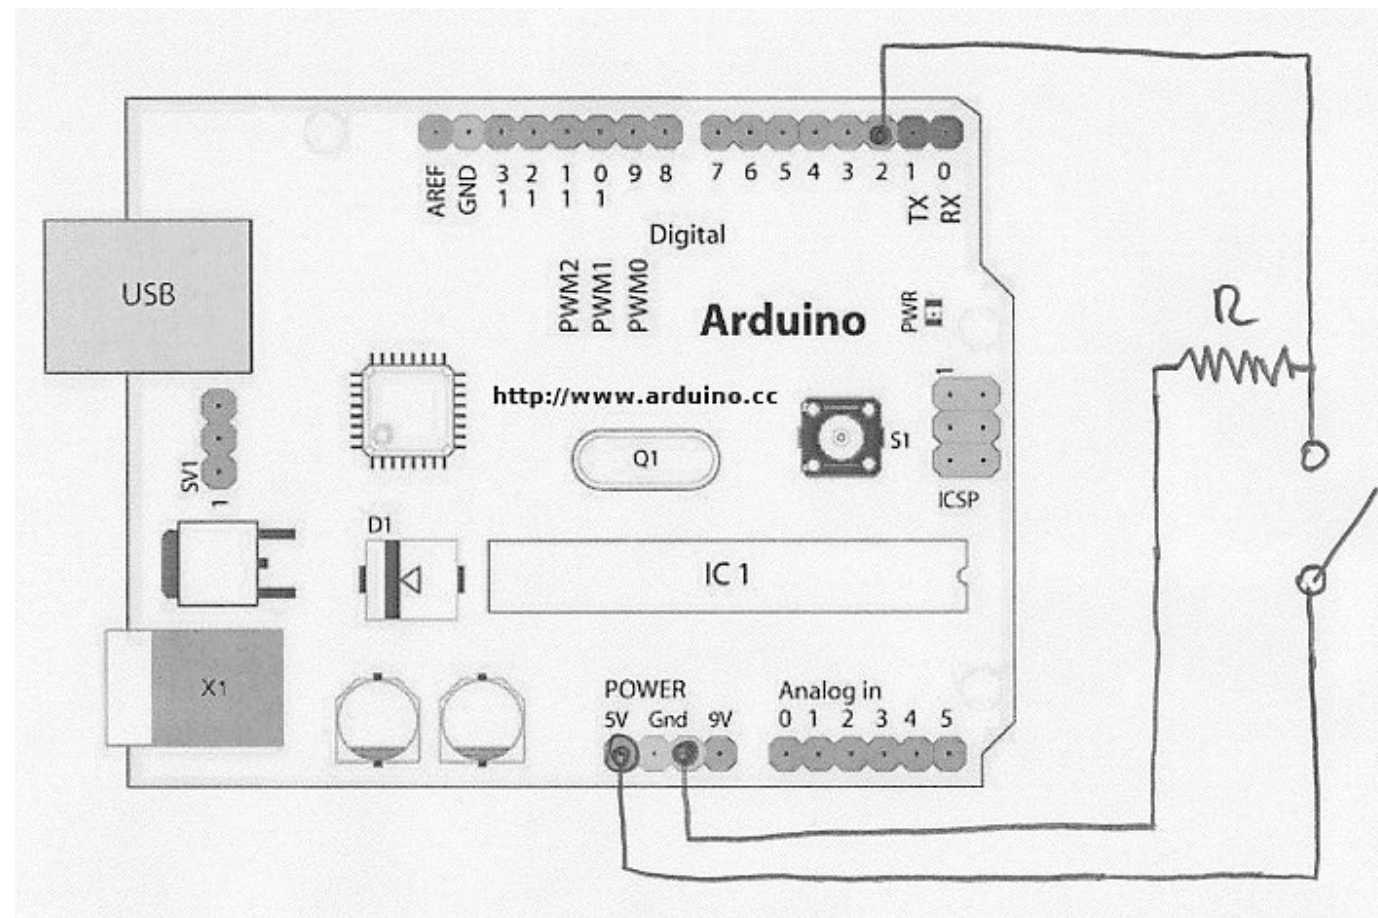 AREF
GND
3 2 1 0 9 8 7 6 5 4 3 2 1 0
1 1 1 1
TX
RX
Digital
PWM2
PWM1
PWM0
USB
Arduino
PWR
R
1
http://www.arduino.cc
S1
Q1
SV1
1
ICSP
D1
IC 1
X1
POWER
Analog in
5V Gnd 9V
0 1 2 3 4 5